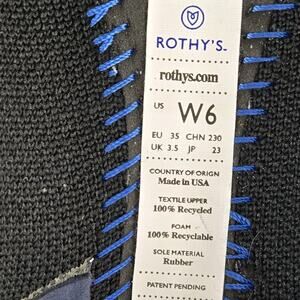 ROTHY'S
rothys.com
US W6
EU 35 CHN 230
UK 3.5 JP 23
COUNTRY OF ORIGN
Made in USA
TEXTILE UPPER
100% Recycled
FOAM
100% Recyclable
SOLE MATERIAL
Rubber
PATENT PENDING